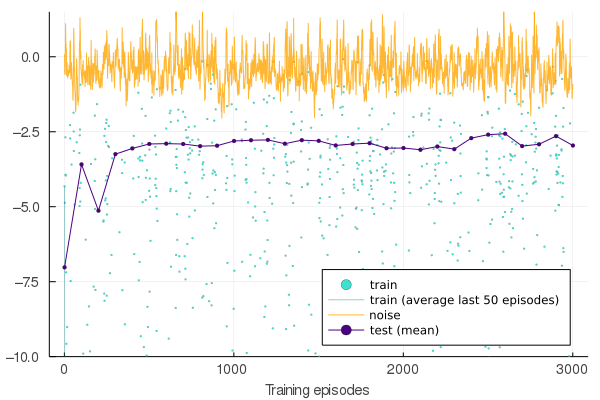 0.0
−2.5
−5.0
−7.5
−10.0
train
train (average last 50 episodes)
noise
test (mean)
0 1000 2000 3000
Training episodes